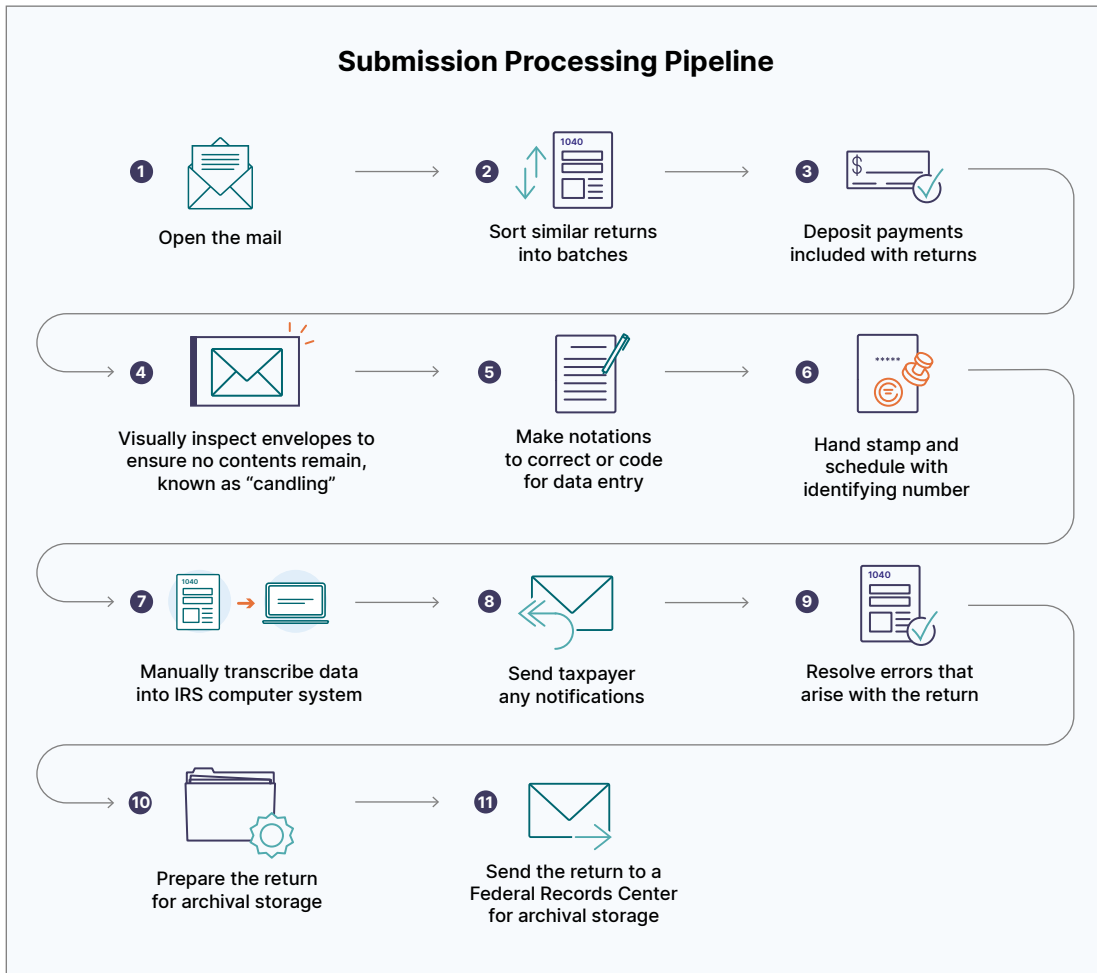 Submission Processing Pipeline
1
Open the mail
2
1040
Sort similar returns
into batches
3
$
Deposit payments
included with returns
4
Visually inspect envelopes to
ensure no contents remain,
known as “candling”
5
Make notations
to correct or code
for data entry
6
*****
Hand stamp and
schedule with
identifying number
7
1040
Manually transcribe data
into IRS computer system
8
Send taxpayer
any notifications
9
1040
Resolve errors that
arise with the return
10
Prepare the return
for archival storage
11
Send the return to a
Federal Records Center
for archival storage